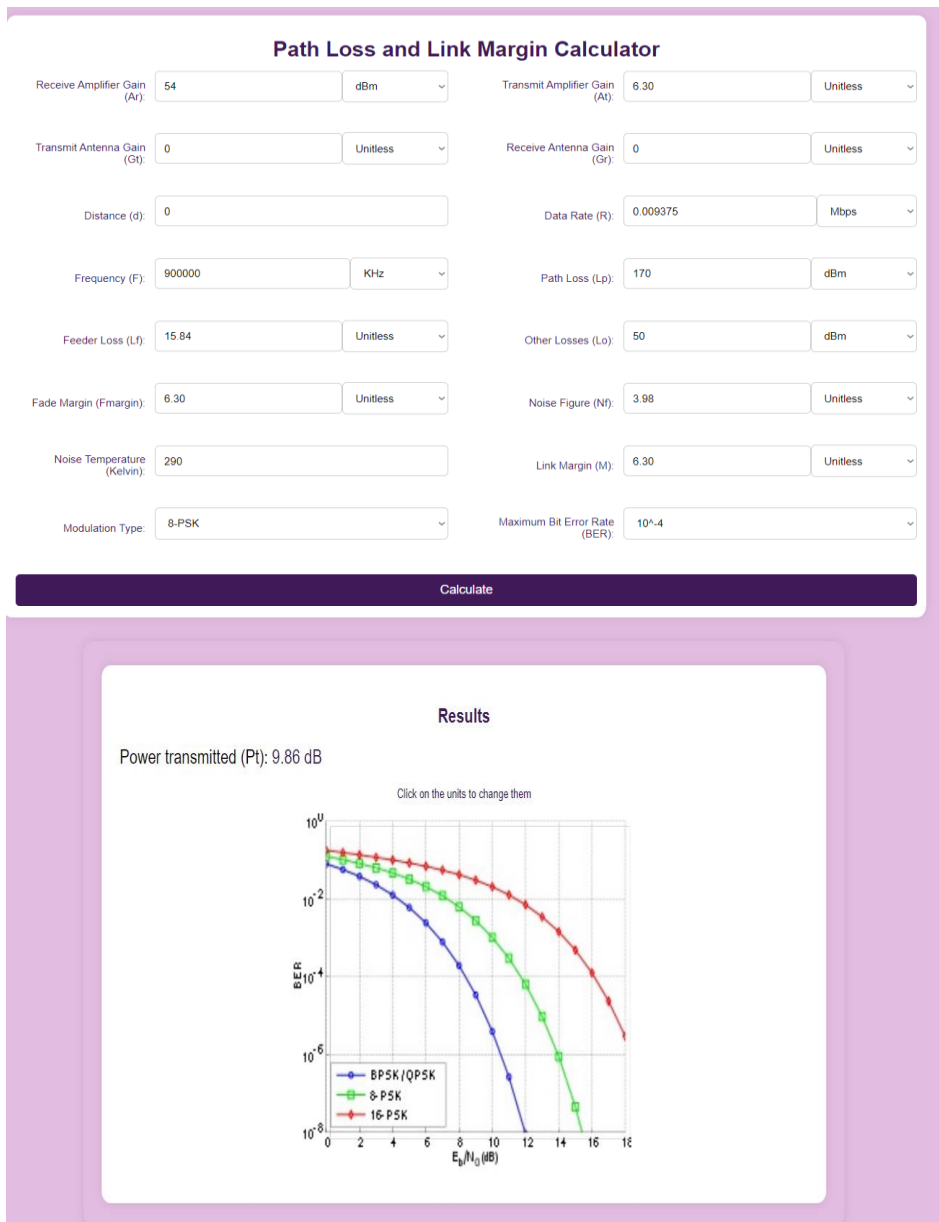 Path Loss and Link Margin Calculator
Receive Amplifier Gain
(Ar):
54
dBm
Transmit Amplifier Gain
(At):
6.30
Unitless
Transmit Antenna Gain
(Gt):
0
Unitless
Receive Antenna Gain
(Gr):
0
Unitless
Distance (d):
0
Data Rate (R):
0.009375
Mbps
Frequency (F):
900000
KHz
Path Loss (Lp):
170
dBm
Feeder Loss (Lf):
15.84
Unitless
Other Losses (Lo):
50
dBm
Fade Margin (Fmargin):
6.30
Unitless
Noise Figure (Nf):
3.98
Unitless
Noise Temperature
(Kelvin):
290
Link Margin (M):
6.30
Unitless
Modulation Type:
8-PSK
Maximum Bit Error Rate
(BER):
10^-4
Calculate
Results
Power transmitted (Pt): 9.86 dB
Click on the units to change them
10^0
10^-2
10^-4
10^-6
10^-8
BER
BPSK/QPSK
8-PSK
16-PSK
0 2 4 6 8 10 12 14 16 18
E_b/N_0 (dB)